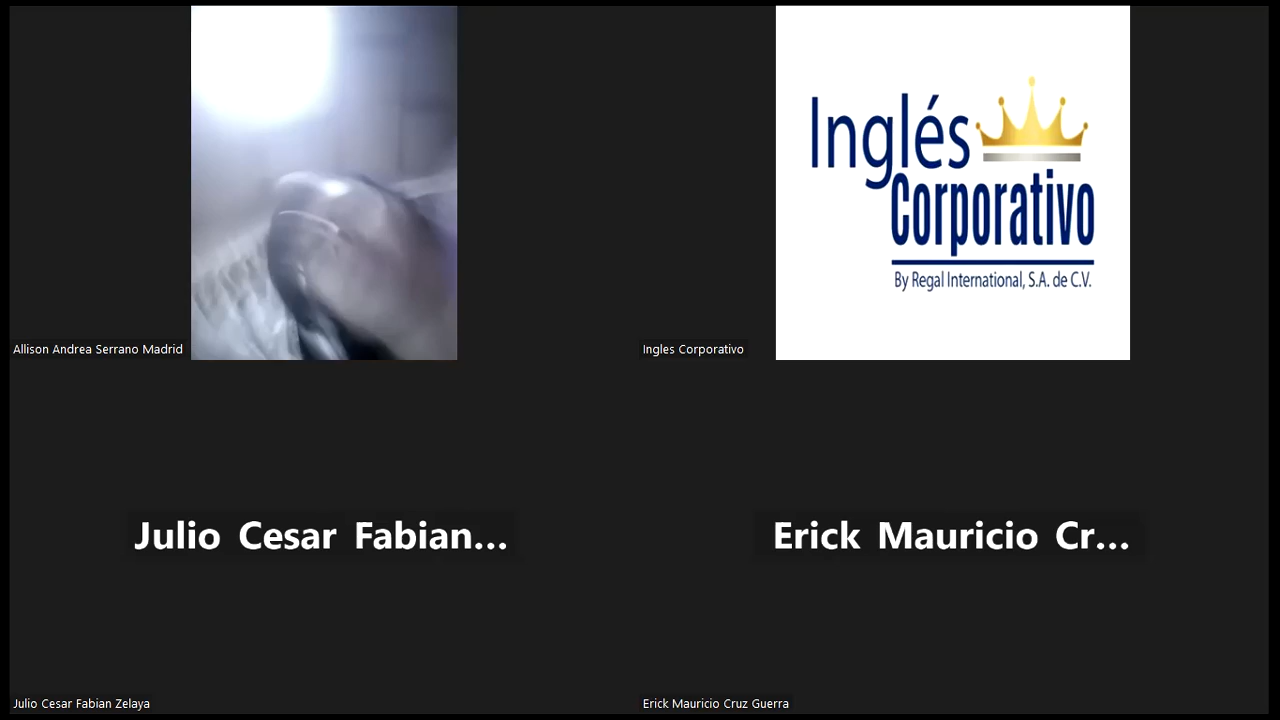 Inglés
Corporativo
By Regal International, S.A. de C.V.
Allison Andrea Serrano Madrid
Ingles Corporativo
Julio Cesar Fabian...
Erick Mauricio Cr...
Julio Cesar Fabian Zelaya
Erick Mauricio Cruz Guerra